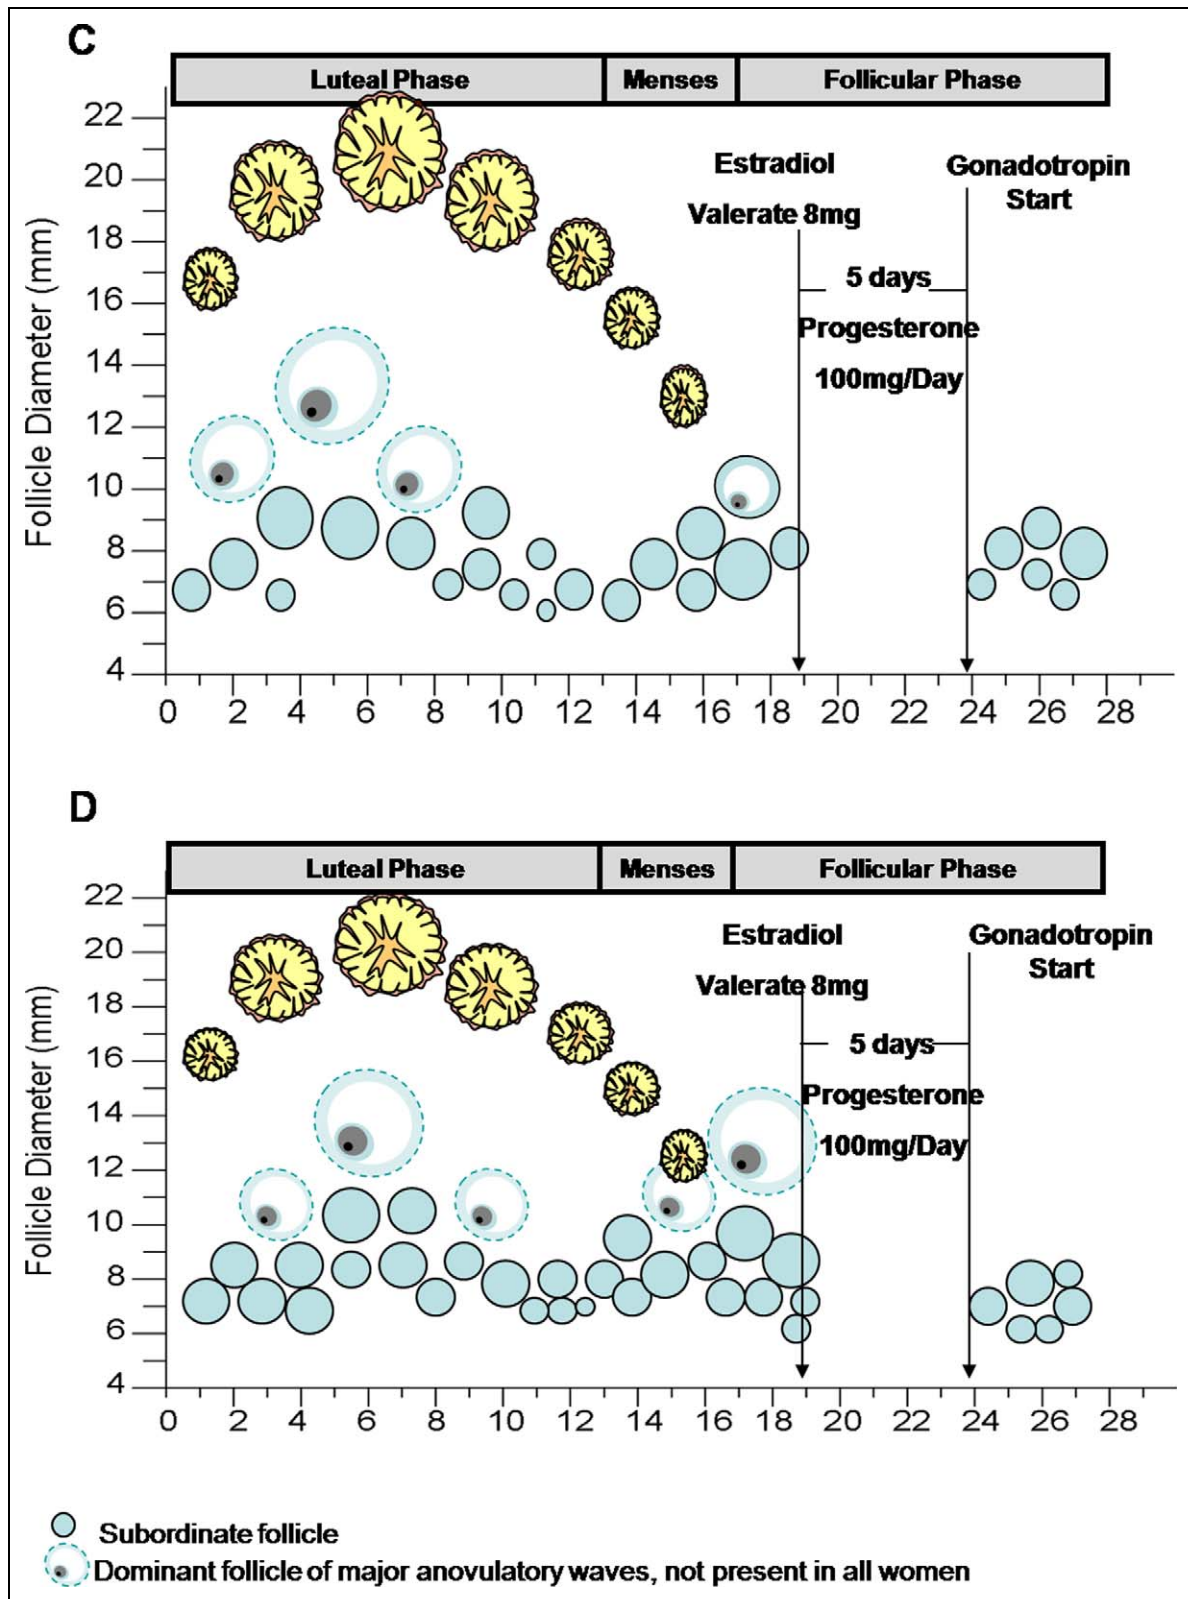 C
Luteal Phase Menses Follicular Phase
22
20
18
16
14
12
10
8
6
4
Follicle Diameter (mm)
Estradiol
Valerate 8mg
Gonadotropin
Start
5 days
Progesterone
100mg/Day
0 2 4 6 8 10 12 14 16 18 20 22 24 26 28
D
Luteal Phase Menses Follicular Phase
22
20
18
16
14
12
10
8
6
4
Follicle Diameter (mm)
Estradiol
Valerate 8mg
Gonadotropin
Start
5 days
Progesterone
100mg/Day
0 2 4 6 8 10 12 14 16 18 20 22 24 26 28
Subordinate follicle
Dominant follicle of major anovulatory waves, not present in all women